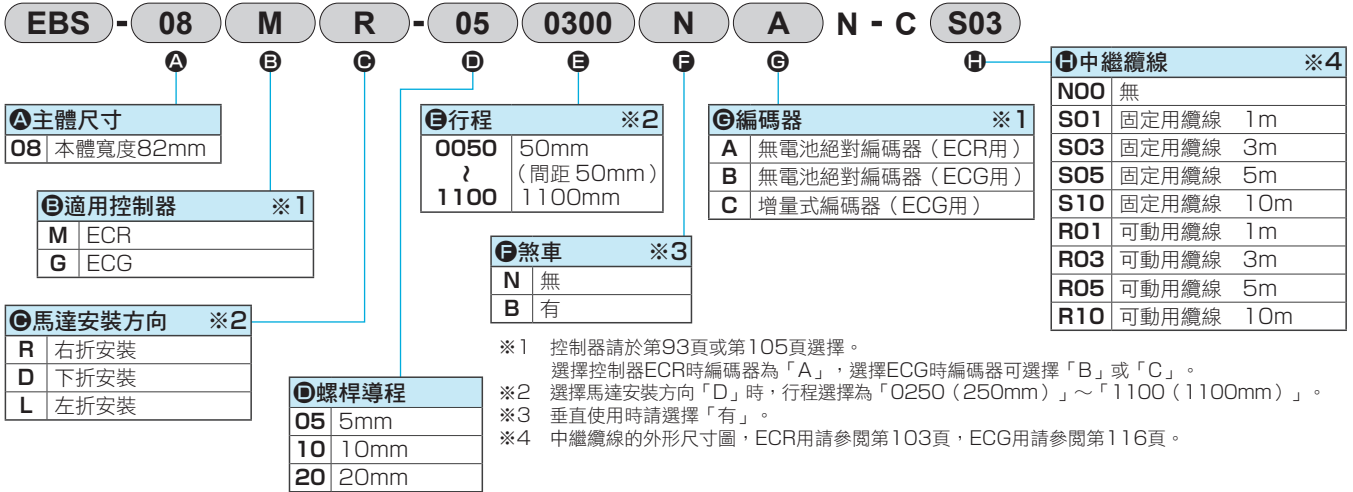 EBS - 08 M R - 05 0300 N A N - C S03
A B C D E F G H
A主體尺寸
08 本體寬度82mm
B適用控制器 ※1
M ECR
G ECG
C馬達安裝方向 ※2
R 右折安裝
D 下折安裝
L 左折安裝
D螺桿導程
05 5mm
10 10mm
20 20mm
E行程 ※2
0050 50mm
~ （間距 50mm）
1100 1100mm
F煞車 ※3
N 無
B 有
G編碼器 ※1
A 無電池絕對編碼器（ECR用）
B 無電池絕對編碼器（ECG用）
C 增量式編碼器（ECG用）
H中繼纜線 ※4
N00 無
S01 固定用纜線 1m
S03 固定用纜線 3m
S05 固定用纜線 5m
S10 固定用纜線 10m
R01 可動用纜線 1m
R03 可動用纜線 3m
R05 可動用纜線 5m
R10 可動用纜線 10m
※1 控制器請於第93頁或第105頁選擇。
選擇控制器ECR時編碼器為「A」，選擇ECG時編碼器可選擇「B」或「C」。
※2 選擇馬達安裝方向「D」時，行程選擇為「0250（250mm）」～「1100（1100mm）」。
※3 垂直使用時請選擇「有」。
※4 中繼纜線的外形尺寸圖，ECR用請參閱第103頁，ECG用請參閱第116頁。